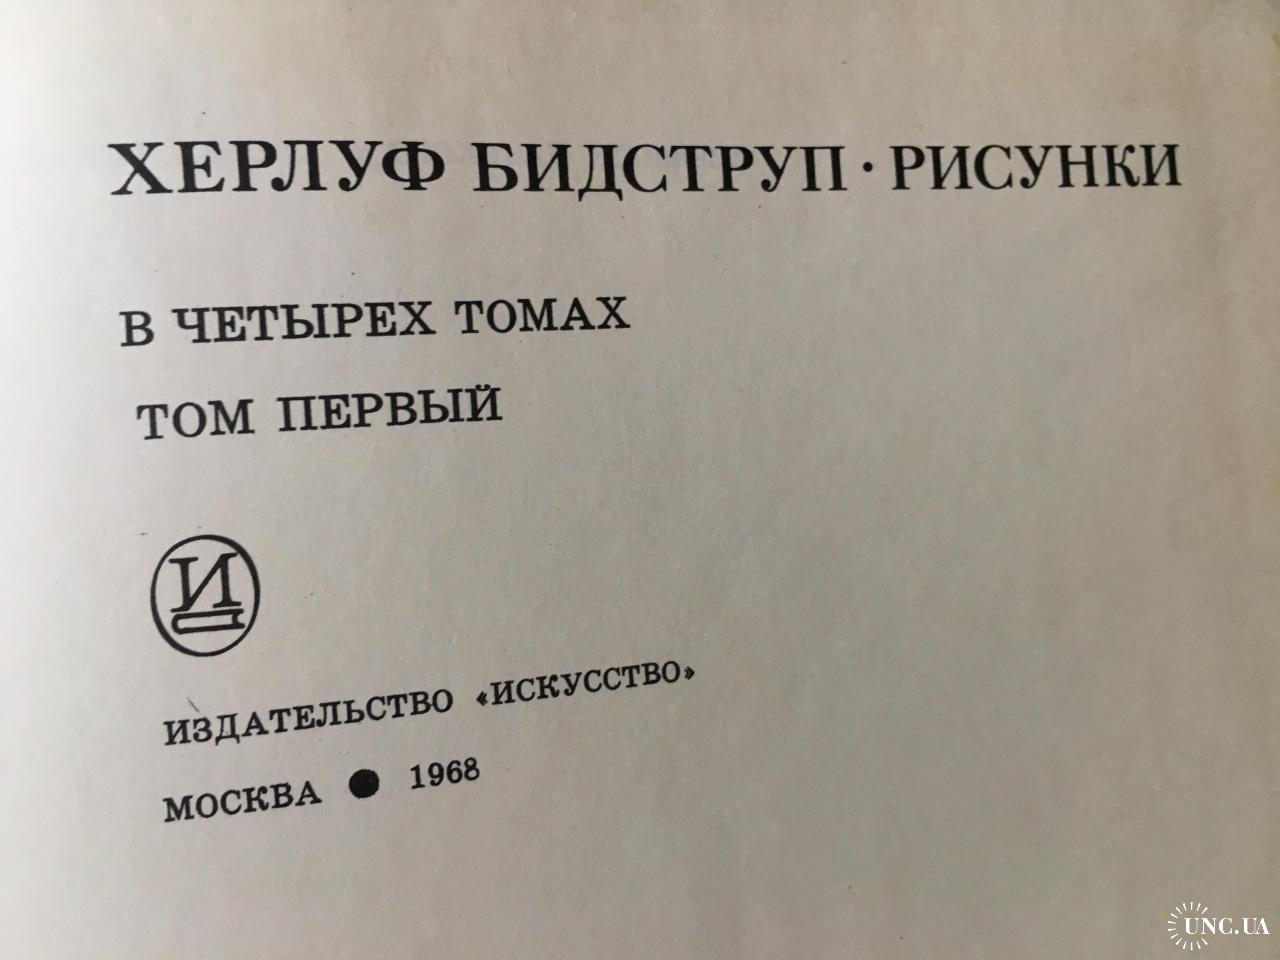 ХЕРЛУФ БИДСТРУП · РИСУНКИ
В ЧЕТЫРЕХ ТОМАХ
ТОМ ПЕРВЫЙ
И
ИЗДАТЕЛЬСТВО «ИСКУССТВО»
МОСКВА ● 1968
UNC.UA